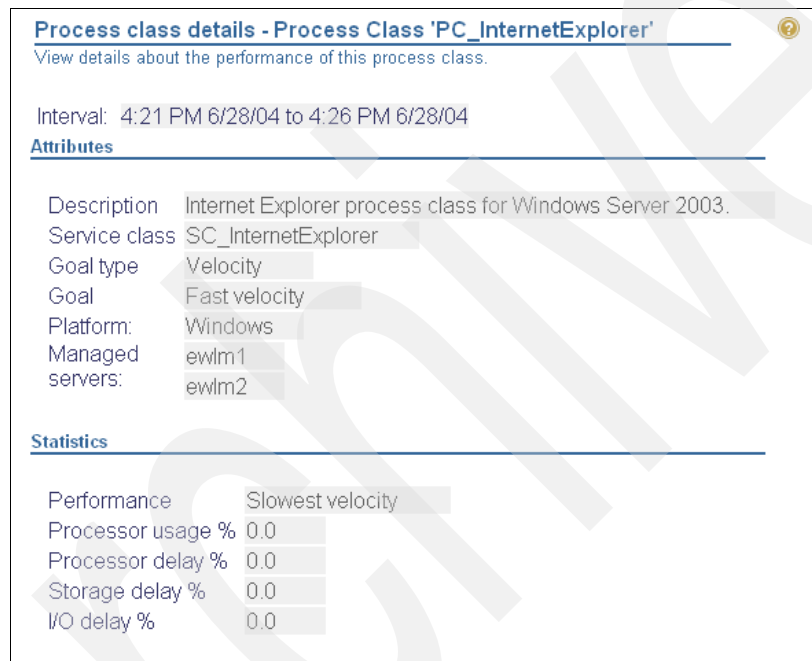 Process class details - Process Class 'PC_InternetExplorer'
?
View details about the performance of this process class.
Interval: 4:21 PM 6/28/04 to 4:26 PM 6/28/04
Attributes
Description Internet Explorer process class for Windows Server 2003.
Service class SC_InternetExplorer
Goal type Velocity
Goal Fast velocity
Platform: Windows
Managed servers: ewlm1
ewlm2
Statistics
Performance Slowest velocity
Processor usage % 0.0
Processor delay % 0.0
Storage delay % 0.0
I/O delay % 0.0